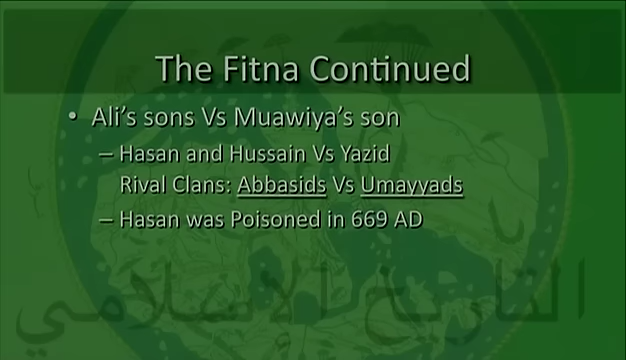 The Fitna Continued
• Ali's sons Vs Muawiya's son
– Hasan and Hussain Vs Yazid
Rival Clans: Abbasids Vs Umayyads
– Hasan was Poisoned in 669 AD
التاريخ الاسلامي